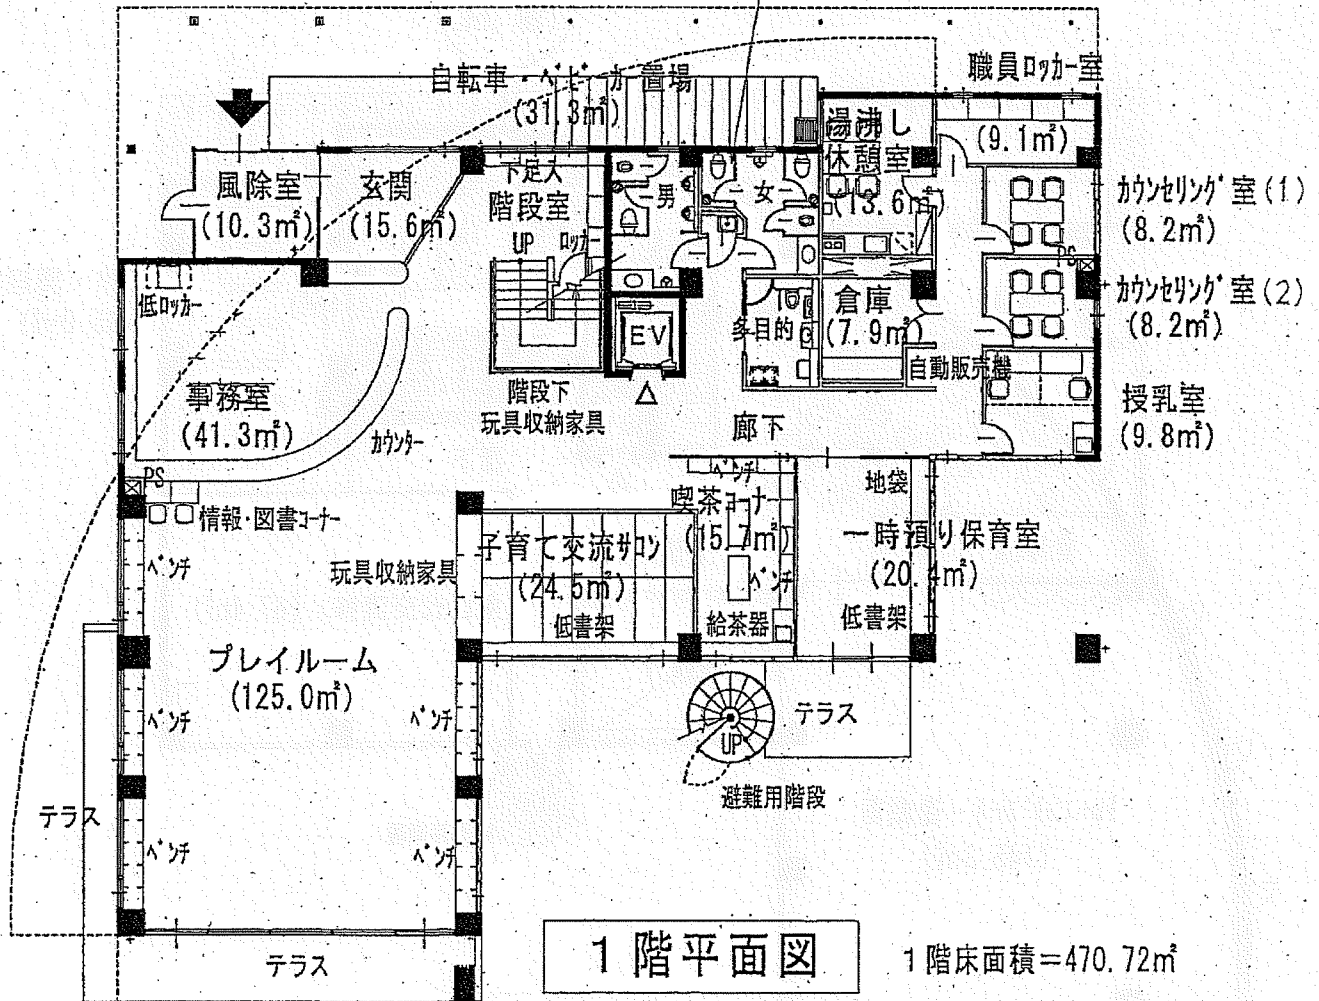 自転車・ベビーカー置場
(31.3㎡)
職員ロッカー室
(9.1㎡)
湯沸し
休憩室
(13.6㎡)
風除室
(10.3㎡)
玄関
(15.6㎡)
下足入
階段室
UP
ロッカー
男
女
カウンセリング室(1)
(8.2㎡)
PS
カウンセリング室(2)
(8.2㎡)
低ロッカー
EV
多目的
倉庫
(7.9㎡)
自動販売機
事務室
(41.3㎡)
カウンター
階段下
玩具収納家具
廊下
授乳室
(9.8㎡)
PS
情報・図書コーナー
ベンチ
喫茶コーナー
(15.7㎡)
ベンチ
給茶器
地袋
一時預り保育室
(20.4㎡)
低書架
ベンチ
玩具収納家具
子育て交流サロン
(24.5㎡)
低書架
プレイルーム
(125.0㎡)
ベンチ
ベンチ
UP
テラス
避難用階段
テラス
ベンチ
ベンチ
テラス
1階平面図
1階床面積=470.72㎡